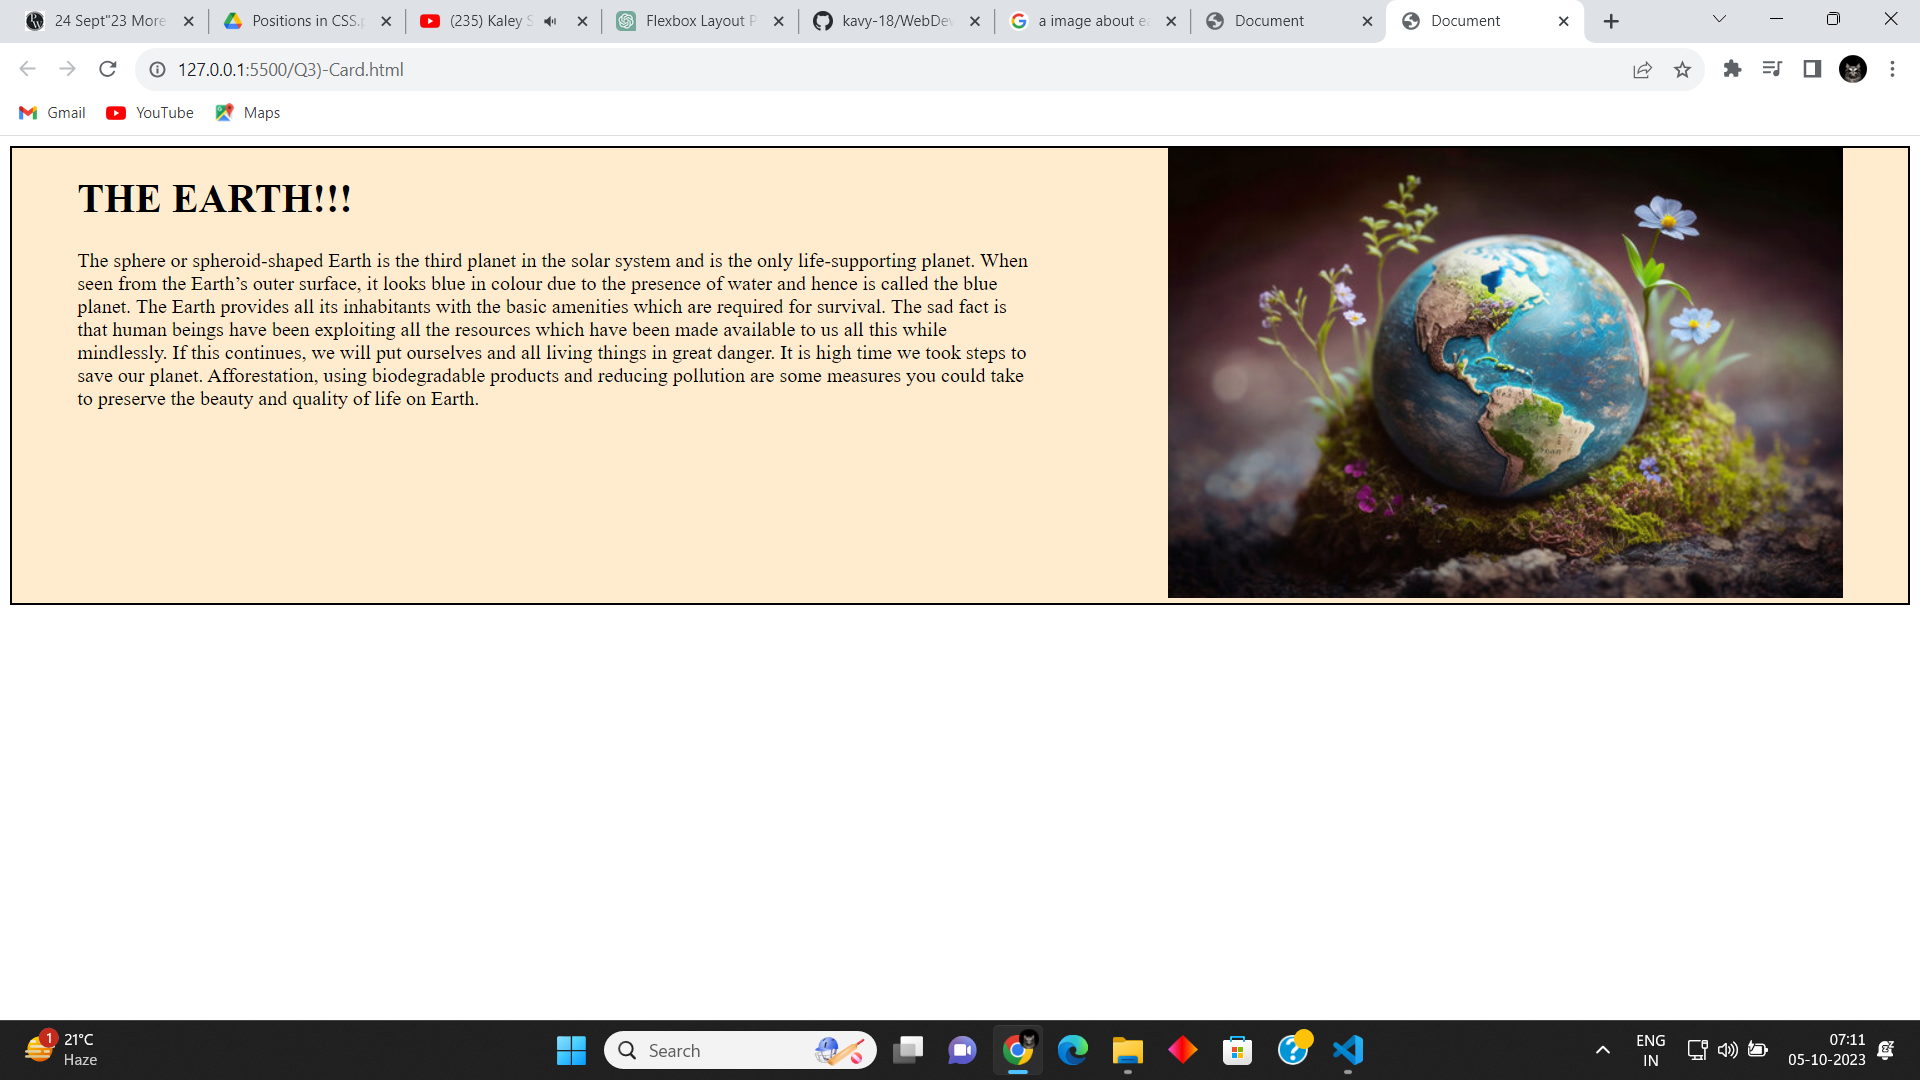 24 Sept"23 More
Positions in CSS.p
(235) Kaley S
Flexbox Layout P
kavy-18/WebDev
a image about ea
Document
Document
127.0.0.1:5500/Q3)-Card.html
Gmail
YouTube
Maps
THE EARTH!!!
The sphere or spheroid-shaped Earth is the third planet in the solar system and is the only life-supporting planet. When
seen from the Earth’s outer surface, it looks blue in colour due to the presence of water and hence is called the blue
planet. The Earth provides all its inhabitants with the basic amenities which are required for survival. The sad fact is
that human beings have been exploiting all the resources which have been made available to us all this while
mindlessly. If this continues, we will put ourselves and all living things in great danger. It is high time we took steps to
save our planet. Afforestation, using biodegradable products and reducing pollution are some measures you could take
to preserve the beauty and quality of life on Earth.
1
21°C
Haze
Search
ENG
IN
07:11
05-10-2023